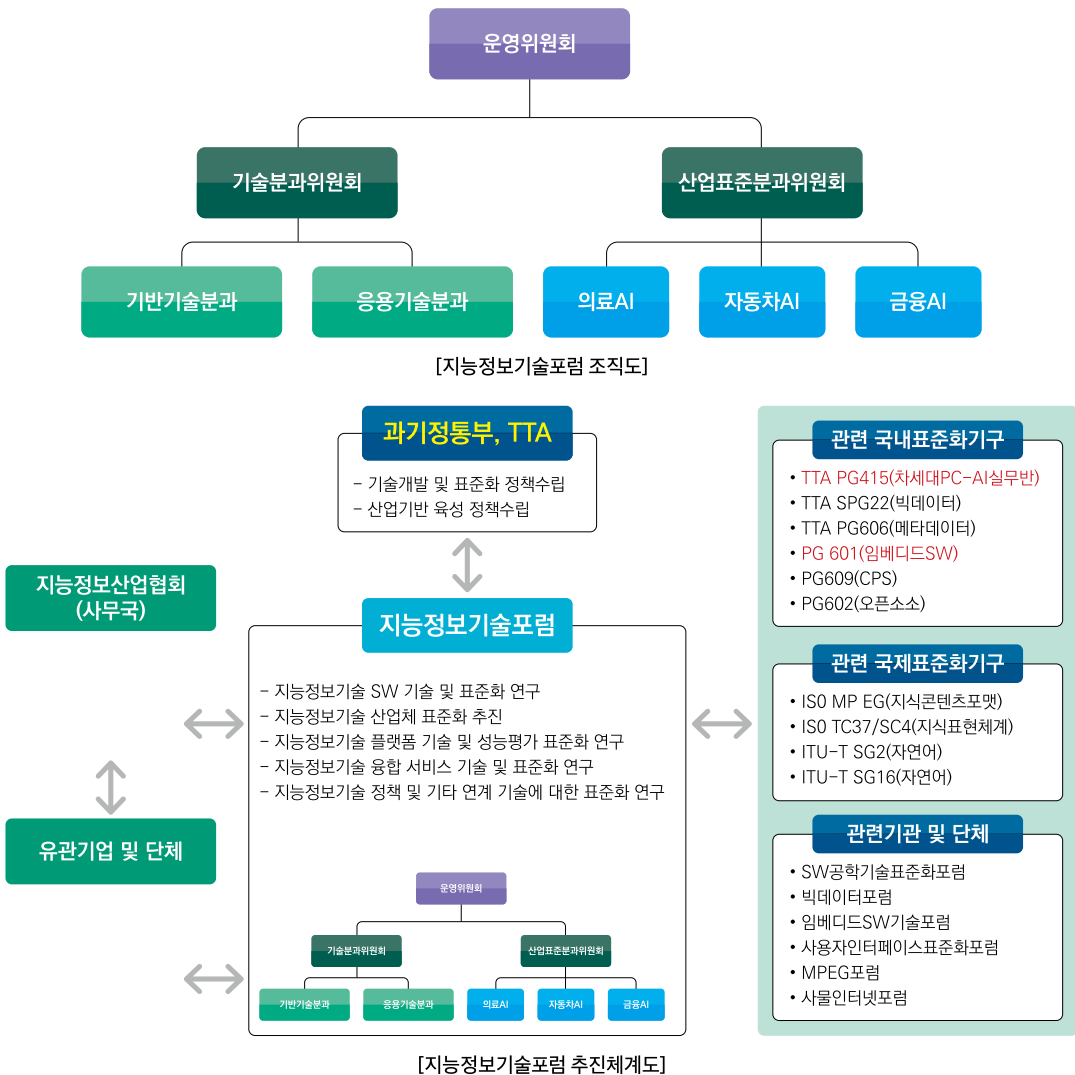 운영위원회
기술분과위원회
산업표준분과위원회
기반기술분과
응용기술분과
의료AI
자동차AI
금융AI
[지능정보기술포럼 조직도]
과기정통부, TTA
- 기술개발 및 표준화 정책수립
- 산업기반 육성 정책수립
지능정보산업협회
(사무국)
유관기업 및 단체
지능정보기술포럼
- 지능정보기술 SW 기술 및 표준화 연구
- 지능정보기술 산업체 표준화 추진
- 지능정보기술 플랫폼 기술 및 성능평가 표준화 연구
- 지능정보기술 융합 서비스 기술 및 표준화 연구
- 지능정보기술 정책 및 기타 연계 기술에 대한 표준화 연구
운영위원회
기술분과위원회
산업표준분과위원회
기반기술분과
응용기술분과
의료AI
자동차AI
금융AI
관련 국내표준화기구
• TTA PG415(차세대PC-AI실무반)
• TTA SPG22(빅데이터)
• TTA PG606(메타데이터)
• PG 601(임베디드SW)
• PG609(CPS)
• PG602(오픈소소)
관련 국제표준화기구
• IS0 MP EG(지식콘텐츠포맷)
• IS0 TC37/SC4(지식표현체계)
• ITU-T SG2(자연어)
• ITU-T SG16(자연어)
관련기관 및 단체
• SW공학기술표준화포럼
• 빅데이터포럼
• 임베디드SW기술포럼
• 사용자인터페이스표준화포럼
• MPEG포럼
• 사물인터넷포럼
[지능정보기술포럼 추진체계도]